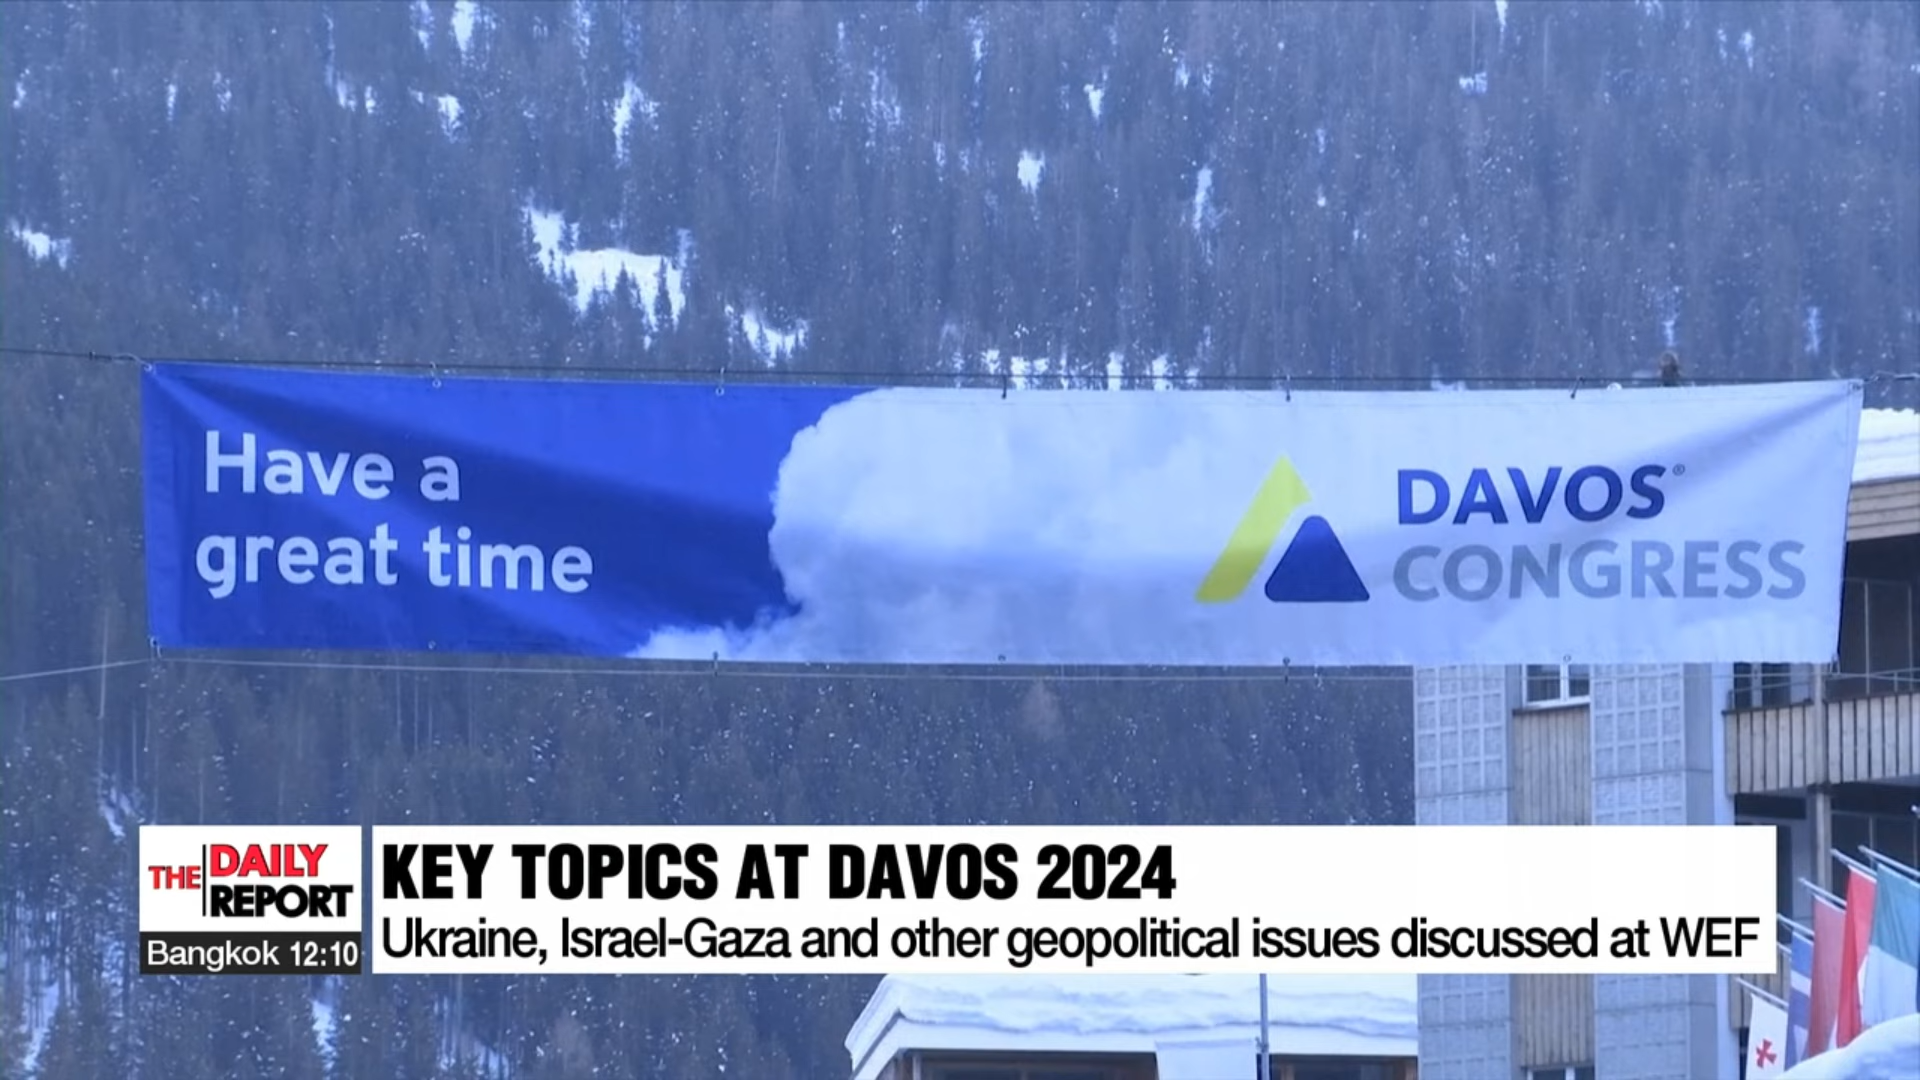 Have a
great time
DAVOS®
CONGRESS
THE DAILY
REPORT
Bangkok 12:10
KEY TOPICS AT DAVOS 2024
Ukraine, Israel-Gaza and other geopolitical issues discussed at WEF